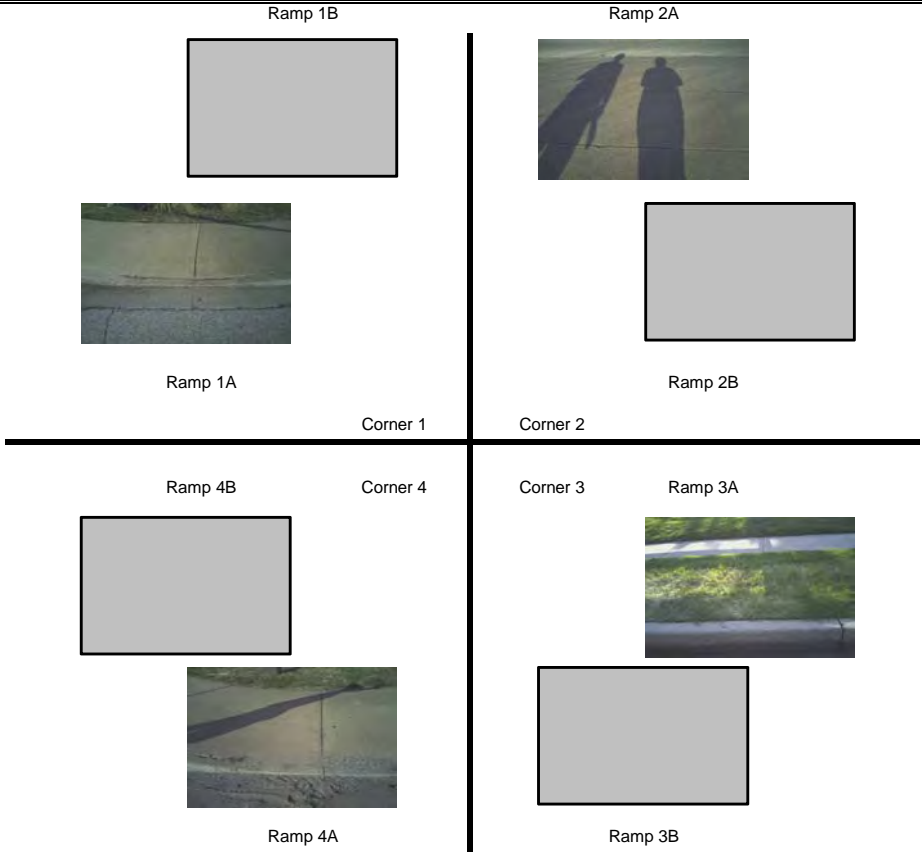 Ramp 1B
Ramp 2A
Ramp 1A
Ramp 2B
Corner 1
Corner 2
Ramp 4B
Corner 4
Corner 3
Ramp 3A
Ramp 4A
Ramp 3B